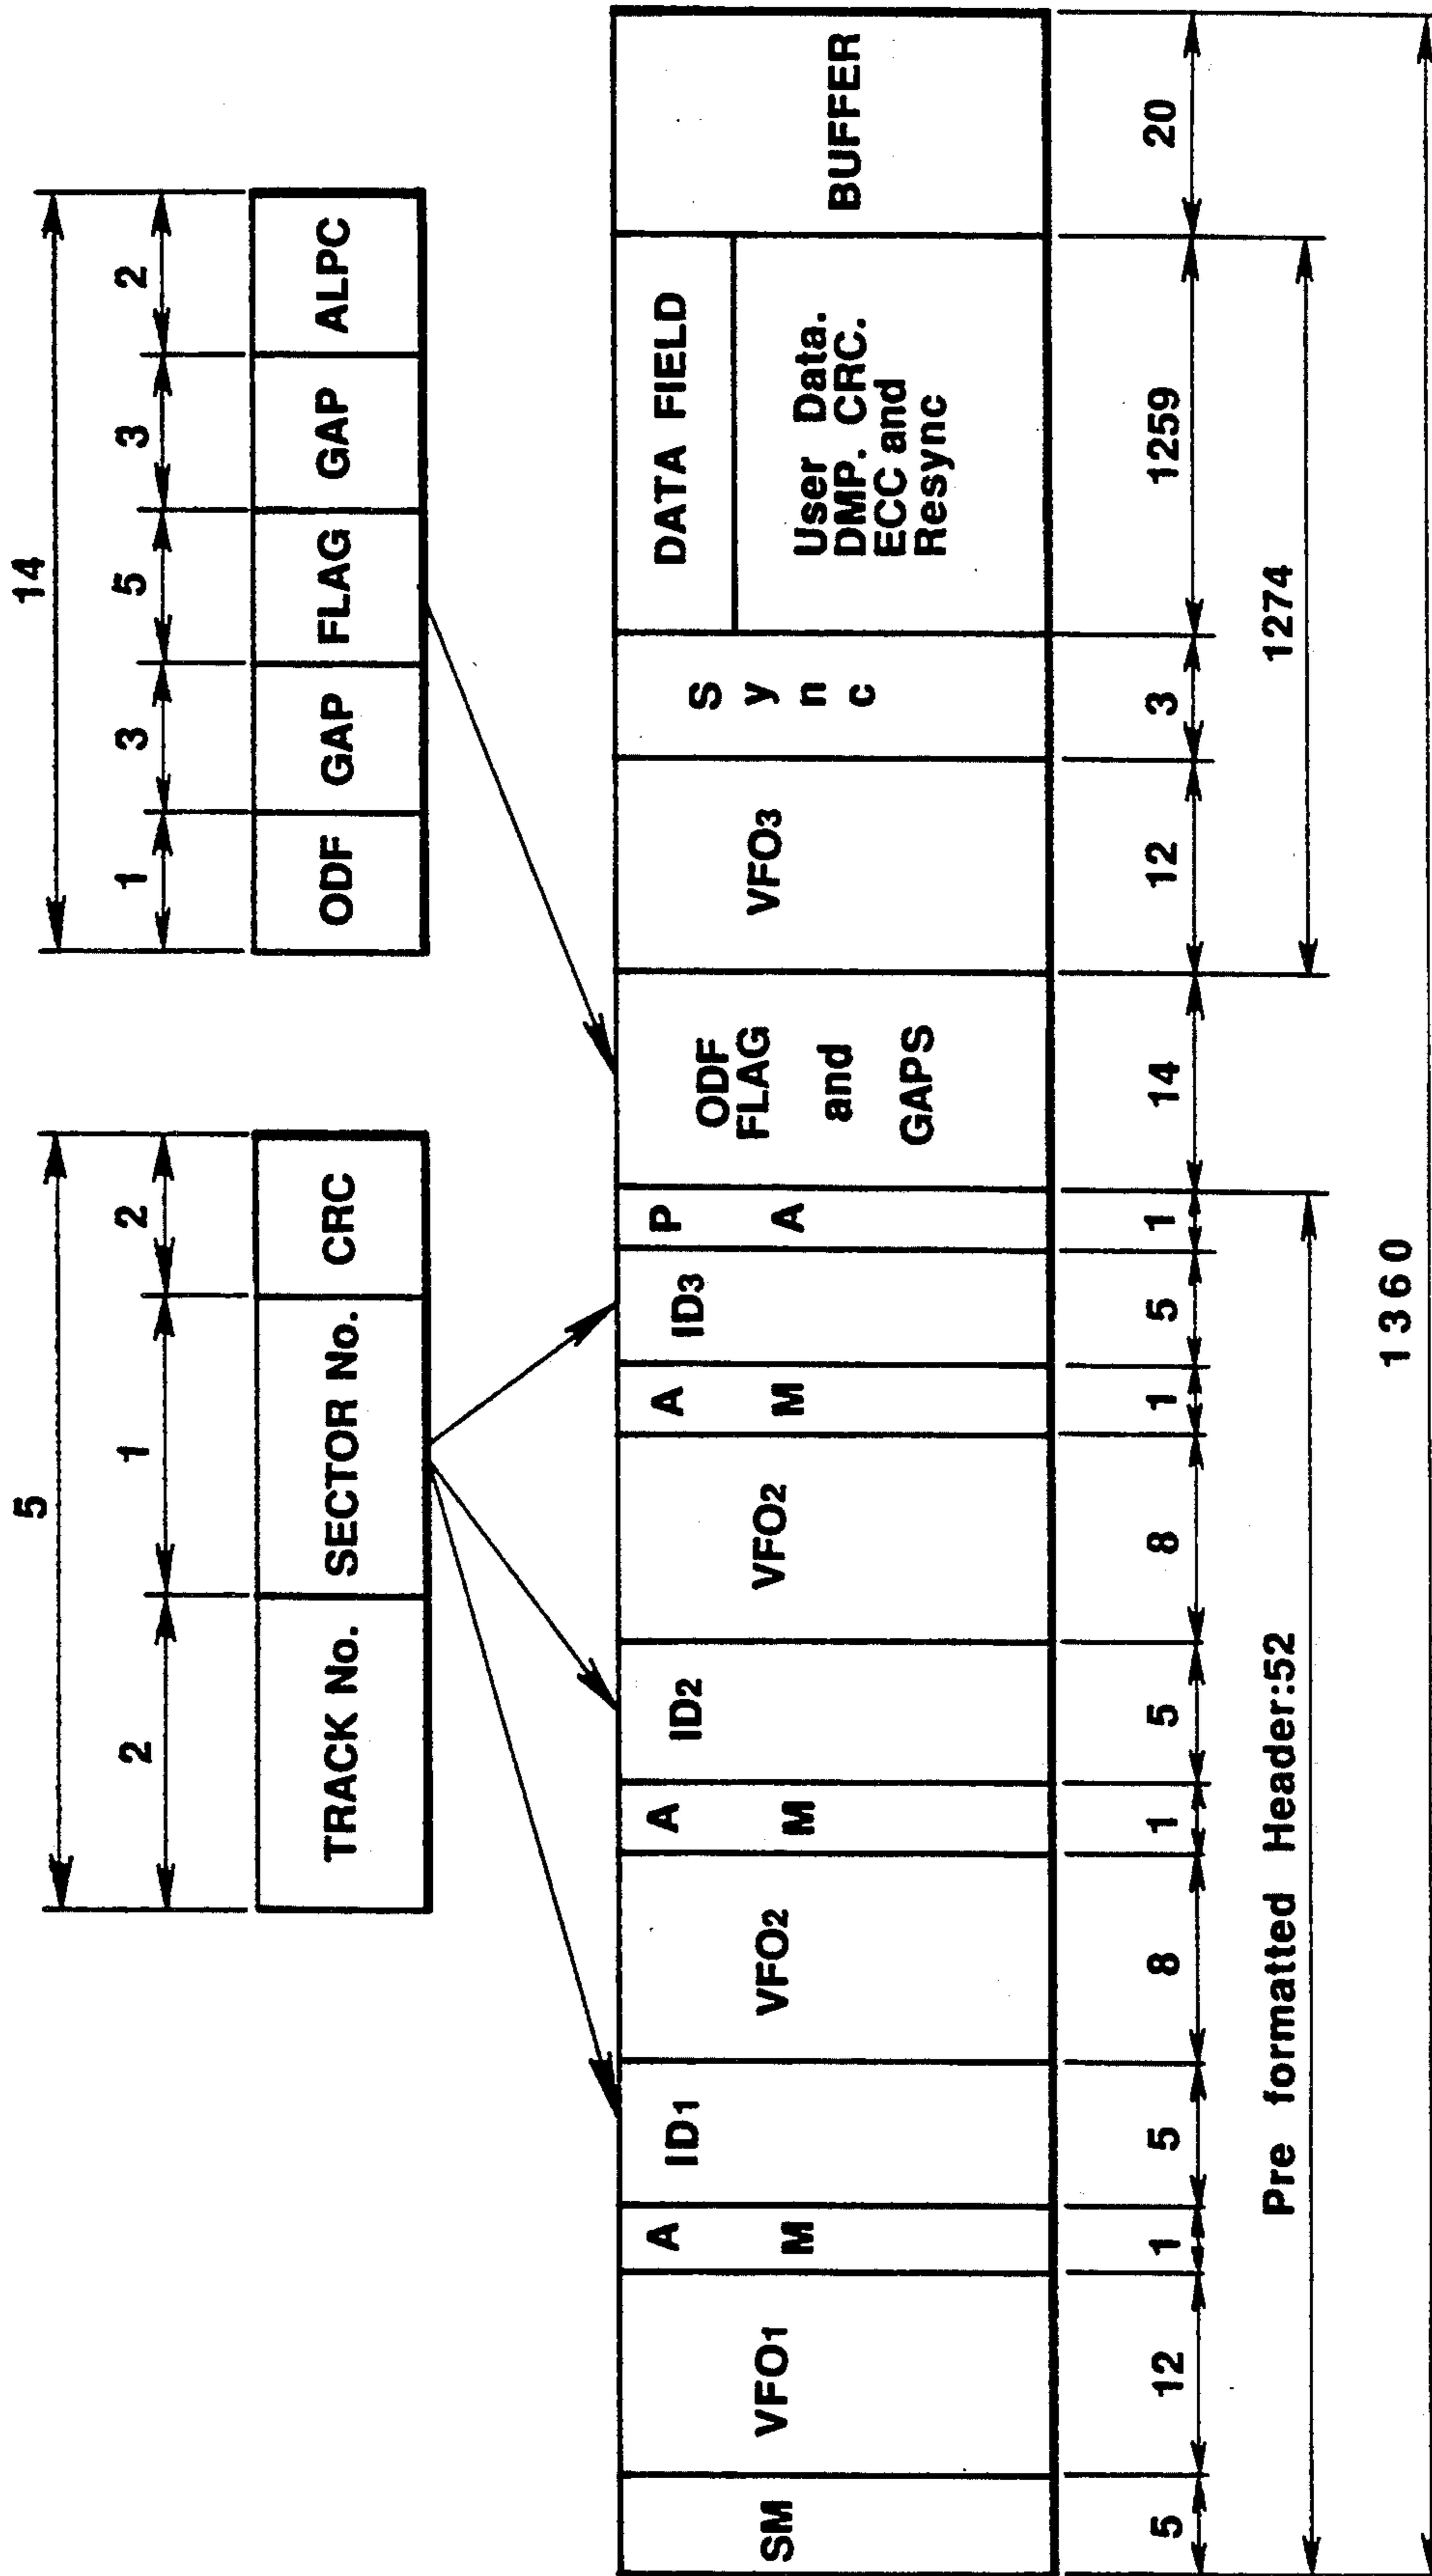 5
2 1 2
TRACK No. SECTOR No. CRC
14
1 3 5 3 2
ODF GAP FLAG GAP ALPC
SM
VFO1
A
M
ID1
VFO2
A
M
ID2
VFO2
A
M
ID3
P
A
ODF
FLAG
and
GAPS
VFO3
S
y
n
c
DATA FIELD
User Data.
DMP. CRC.
ECC and
Resync
BUFFER
5 12 1 5 8 1 5 8 1 5 1 14 12 3 1259 20
Pre formatted Header:52
1274
1360